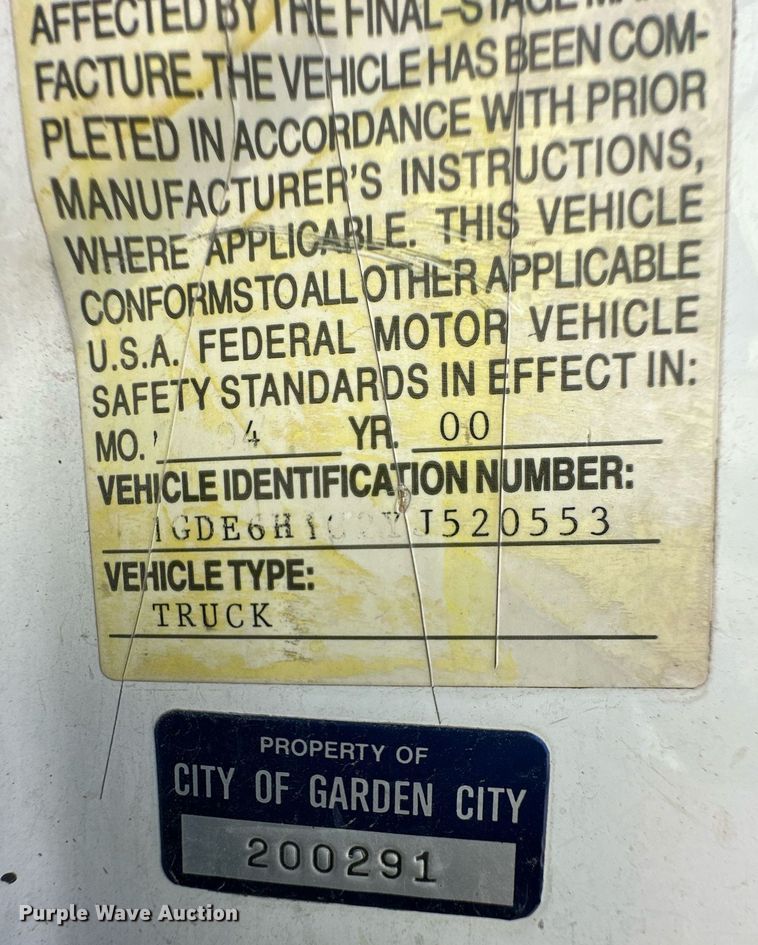 AFFECTED BY THE FINAL-STAGE
FACTURE. THE VEHICLE HAS BEEN COM-
PLETED IN ACCORDANCE WITH PRIOR
MANUFACTURER'S INSTRUCTIONS,
WHERE APPLICABLE. THIS VEHICLE
CONFORMS TO ALL OTHER APPLICABLE
U.S.A. FEDERAL MOTOR VEHICLE
SAFETY STANDARDS IN EFFECT IN:
MO. 4 YR. 00
VEHICLE IDENTIFICATION NUMBER:
J520553
VEHICLE TYPE:
TRUCK
PROPERTY OF
CITY OF GARDEN CITY
200291
Purple Wave Auction